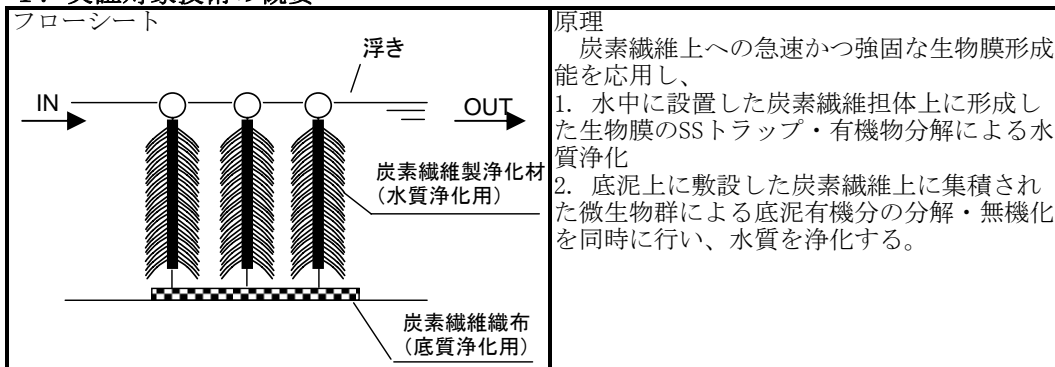 フローシート
浮き
IN
OUT
炭素繊維製浄化材
（水質浄化用）
炭素繊維織布
（底質浄化用）
原理
炭素繊維上への急速かつ強固な生物膜形成
能を応用し、
1. 水中に設置した炭素繊維担体上に形成し
た生物膜のSSトラップ・有機物分解による水
質浄化
2. 底泥上に敷設した炭素繊維上に集積され
た微生物群による底泥有機分の分解・無機化
を同時に行い、水質を浄化する。